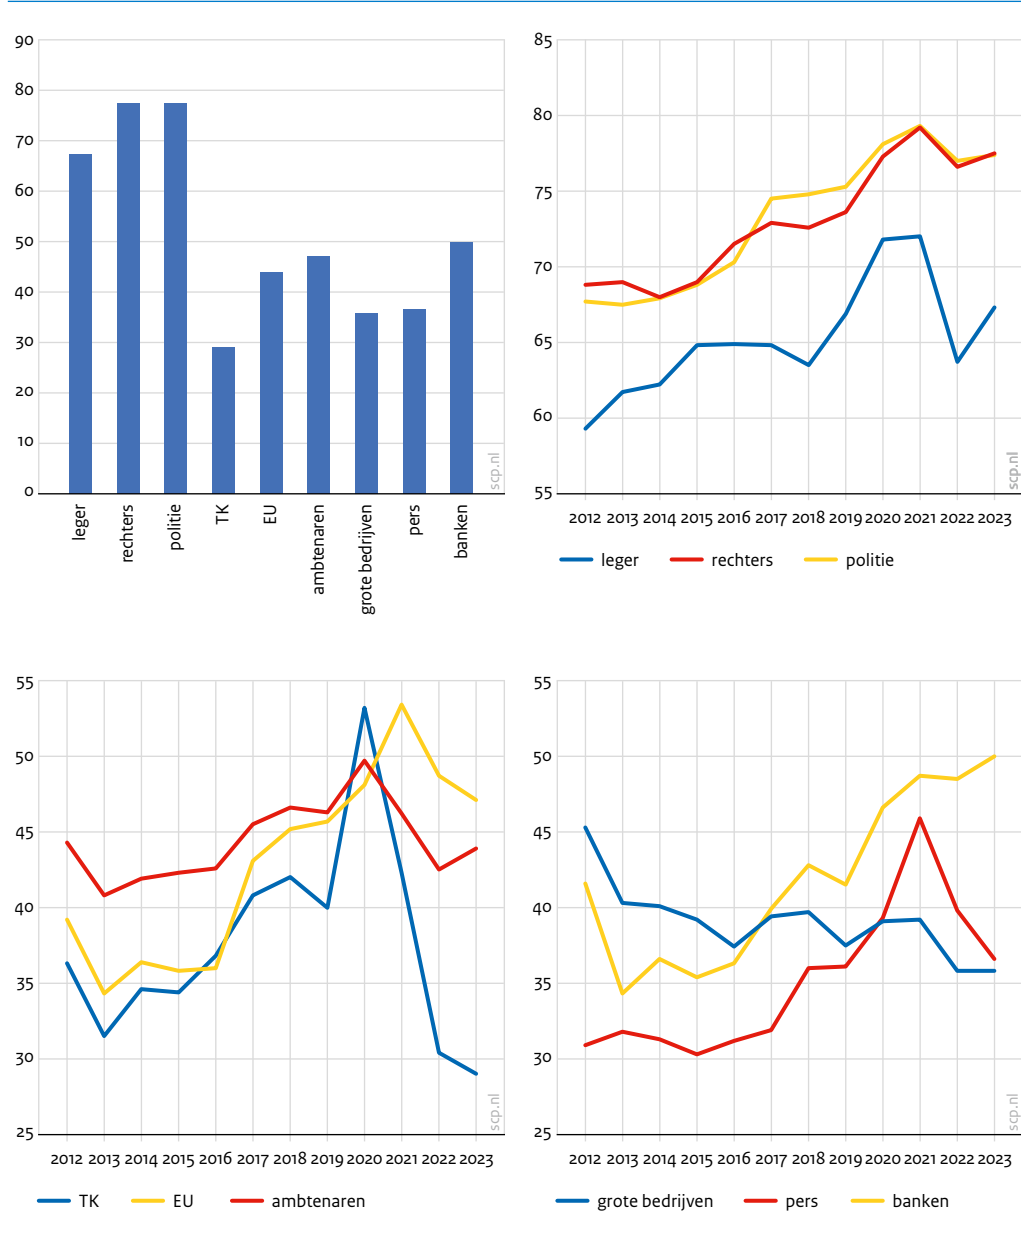 90
80
70
60
50
40
30
20
10
0
leger
rechters
politie
TK
EU
ambtenaren
grote bedrijven
pers
banken
scp.nl
85
80
75
70
65
60
55
2012 2013 2014 2015 2016 2017 2018 2019 2020 2021 2022 2023
scp.nl
leger rechters politie
55
50
45
40
35
30
25
2012 2013 2014 2015 2016 2017 2018 2019 2020 2021 2022 2023
scp.nl
TK EU ambtenaren
55
50
45
40
35
30
25
2012 2013 2014 2015 2016 2017 2018 2019 2020 2021 2022 2023
scp.nl
grote bedrijven pers banken